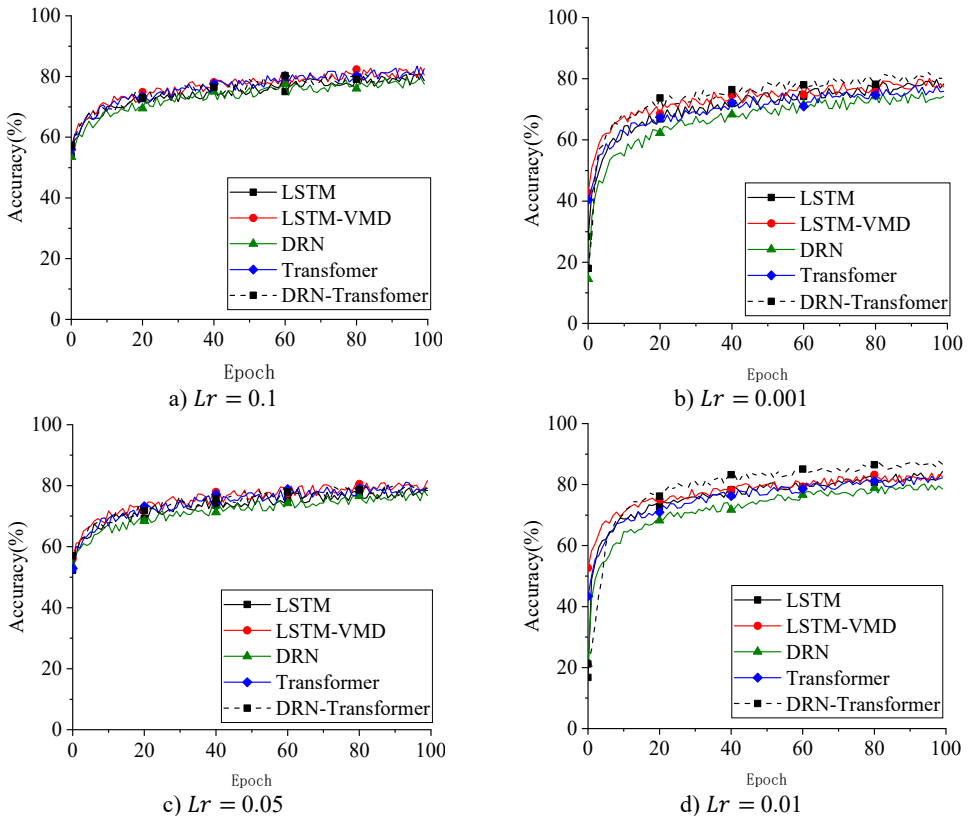 100
80
60
40
20
0
Accuracy(%)
LSTM
LSTM-VMD
DRN
Transfomer
DRN-Transfomer
0 20 40 60 80 100
Epoch
a) Lr = 0.1
100
80
60
40
20
0
Accuracy(%)
LSTM
LSTM-VMD
DRN
Transfomer
DRN-Transfomer
0 20 40 60 80 100
Epoch
b) Lr = 0.001
100
80
60
40
20
0
Accuracy(%)
LSTM
LSTM-VMD
DRN
Transformer
DRN-Transformer
0 20 40 60 80 100
Epoch
c) Lr = 0.05
100
80
60
40
20
0
Accuracy(%)
LSTM
LSTM-VMD
DRN
Transformer
DRN-Transformer
0 20 40 60 80 100
Epoch
d) Lr = 0.01